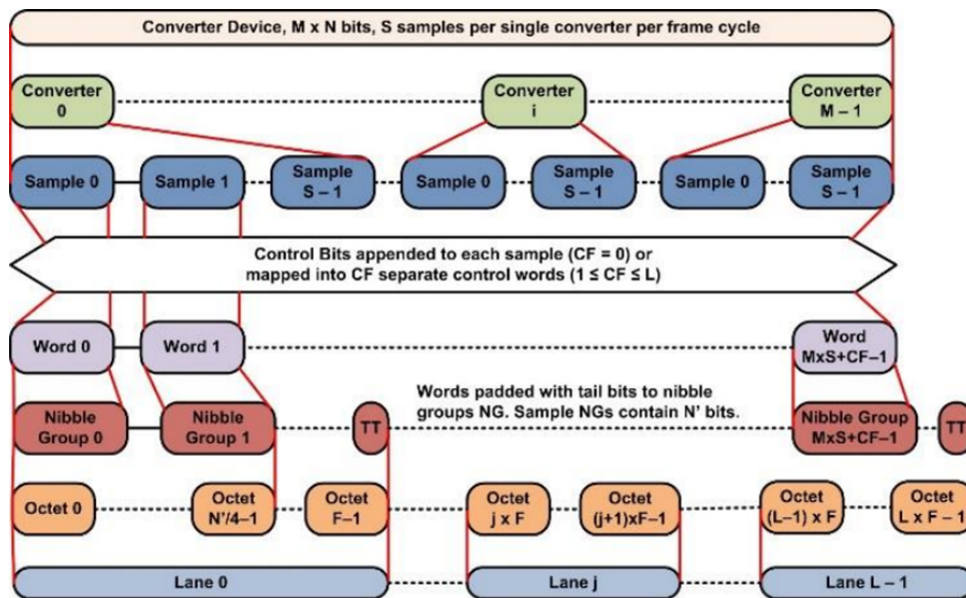 Converter Device, M x N bits, S samples per single converter per frame cycle
Converter
0
Converter
i
Converter
M – 1
Sample 0
Sample 1
Sample
S – 1
Sample 0
Sample
S – 1
Sample 0
Sample
S – 1
Control Bits appended to each sample (CF = 0) or
mapped into CF separate control words (1 ≤ CF ≤ L)
Word 0
Word 1
Word
MxS+CF–1
Words padded with tail bits to nibble
groups NG. Sample NGs contain N' bits.
Nibble
Group 0
Nibble
Group 1
TT
Nibble Group
MxS+CF–1
TT
Octet 0
Octet
N'/4–1
Octet
F–1
Octet
j x F
Octet
(j+1)xF–1
Octet
(L–1) x F
Octet
L x F – 1
Lane 0
Lane j
Lane L – 1